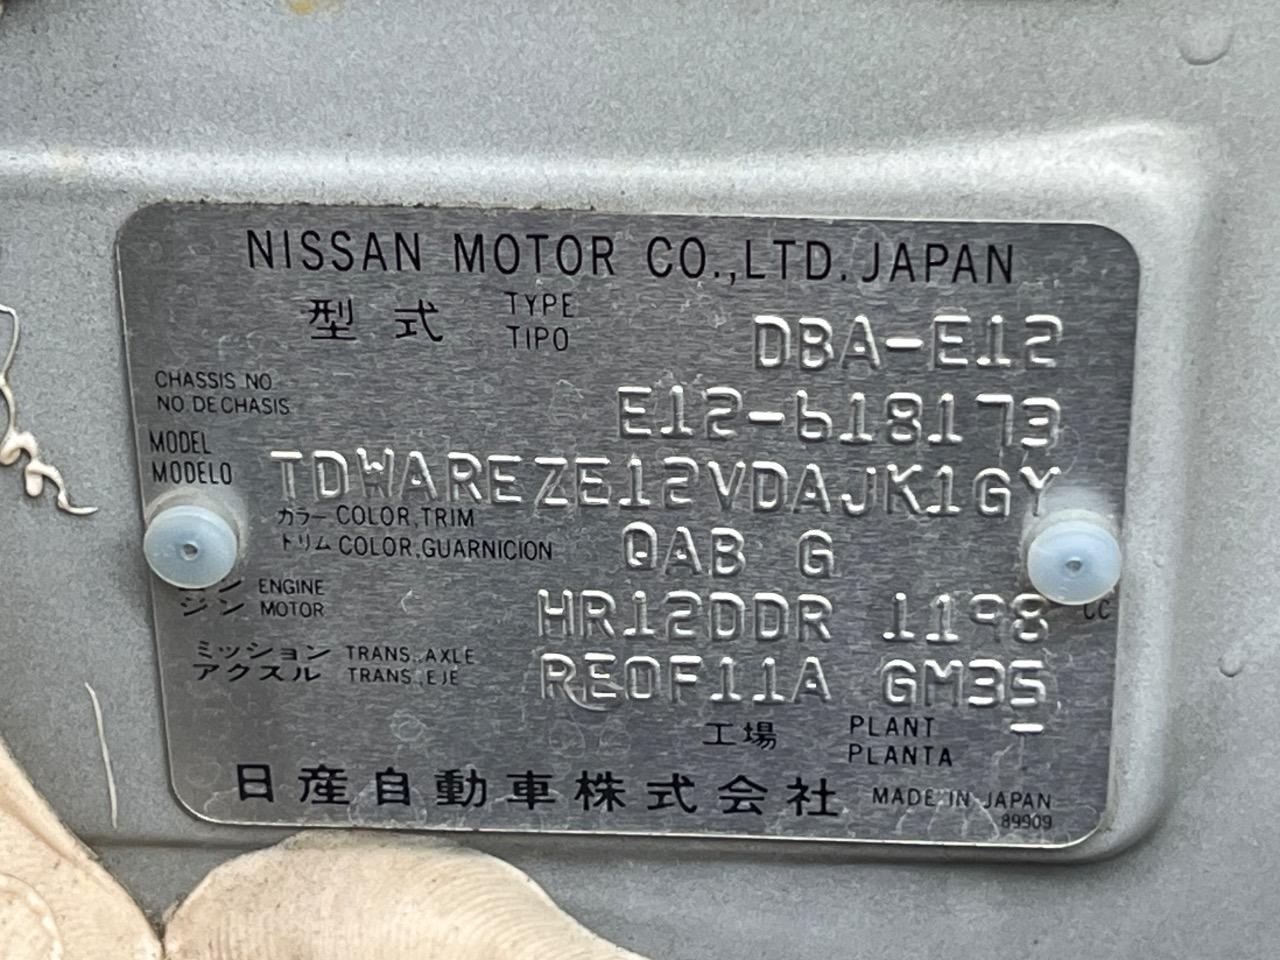 NISSAN MOTOR CO.,LTD. JAPAN
型式 TYPE TIPO DBA-E12
CHASSIS NO
NO. DE CHASIS E12-618173
MODEL
MODELO TDWAREZE12VDAJK1GY
カラー COLOR,TRIM
トリム COLOR,GUARNICION QAB G
ン ENGINE
ジン MOTOR HR12DDR 1198 CC
ミッション TRANS.,AXLE
アクスル TRANS.,EJE RE0F11A GM35
工場 PLANT
PLANTA -
日産自動車株式会社 MADE IN JAPAN
89909